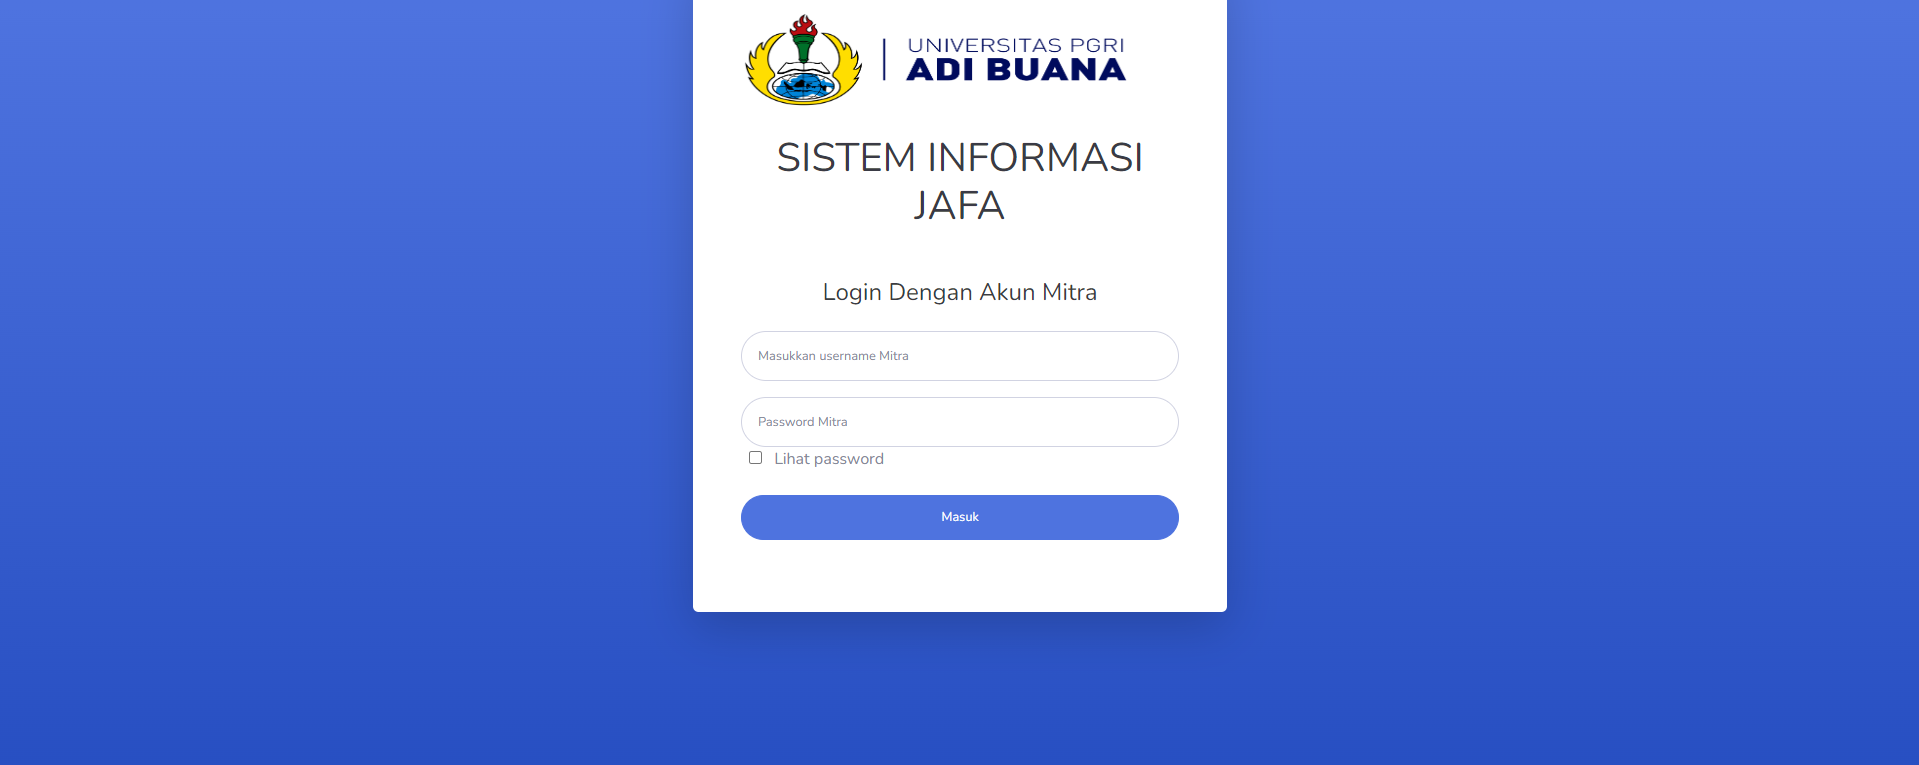 UNIVERSITAS PGRI
ADI BUANA
SISTEM INFORMASI
JAFA
Login Dengan Akun Mitra
Masukkan username Mitra
Password Mitra
Lihat password
Masuk